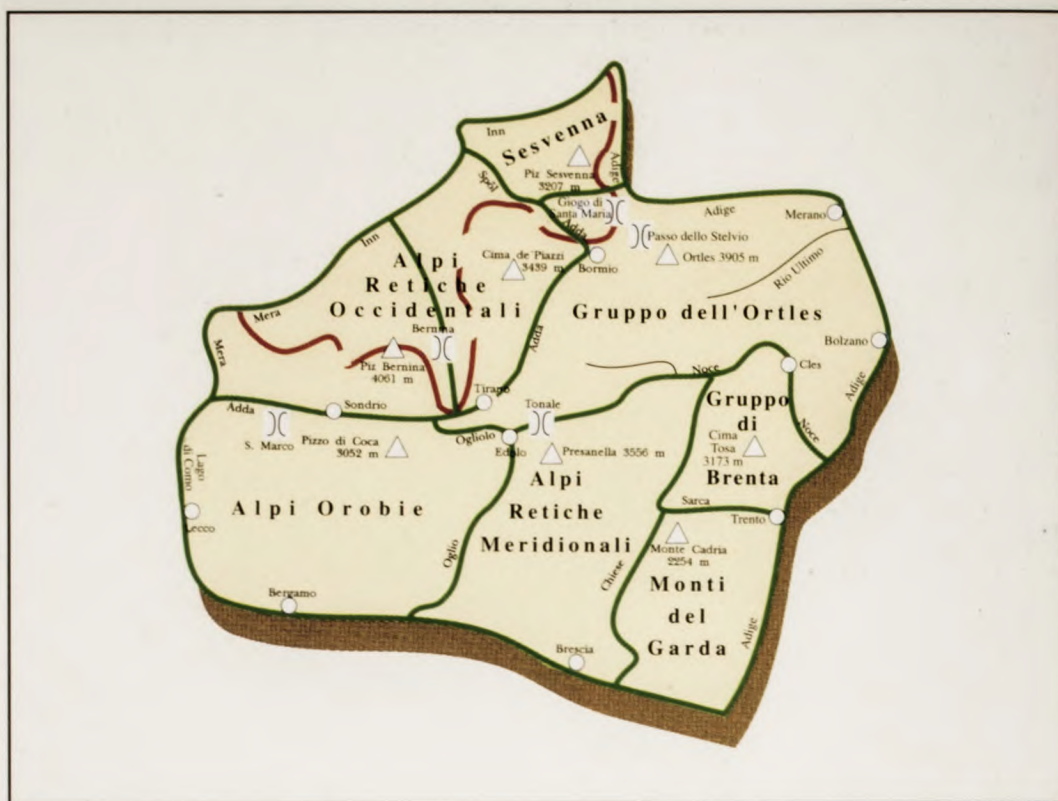 Inn
Sesvenna
Piz Sesvenna
3207 m
Adige
Spöl
Giogo di
Santa Maria
Adda
Adige
Merano
Passo dello Stelvio
Inn
Alpi
Retiche
Occidentali
Cima de' Piazzi
3439 m
Bormio
Ortles 3905 m
Rio Ultimo
Gruppo dell'Ortles
Mera
Mera
Bernina
Piz Bernina
4061 m
Adda
Bolzano
Noce
Cles
Adige
Tirano
Adda
Sondrio
Tonale
Gruppo
di
Brenta
Noce
S. Marco
Pizzo di Coca
3052 m
Ogliolo
Edolo
Presanella 3556 m
Cima
Tosa
3173 m
Lago
di Como
Lecco
Alpi Orobie
Alpi
Retiche
Meridionali
Sarca
Trento
Monte Cadria
2254 m
Oglio
Chiese
Monti
del
Garda
Adige
Bergamo
Brescia